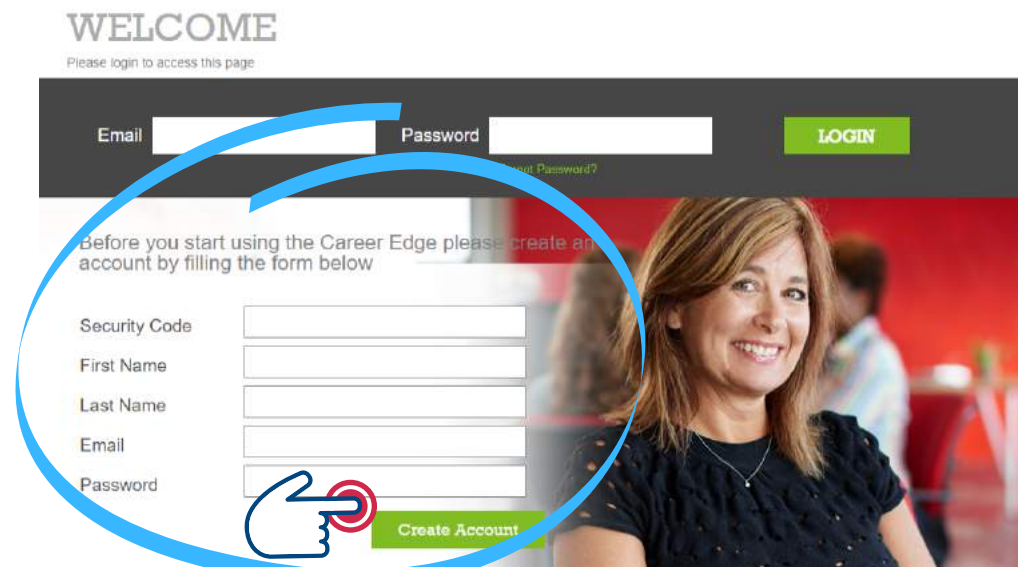 WELCOME
Please login to access this page
Email Password LOGIN
Forgot Password?
Before you start using the Career Edge please create an
account by filling the form below
Security Code
First Name
Last Name
Email
Password
Create Account